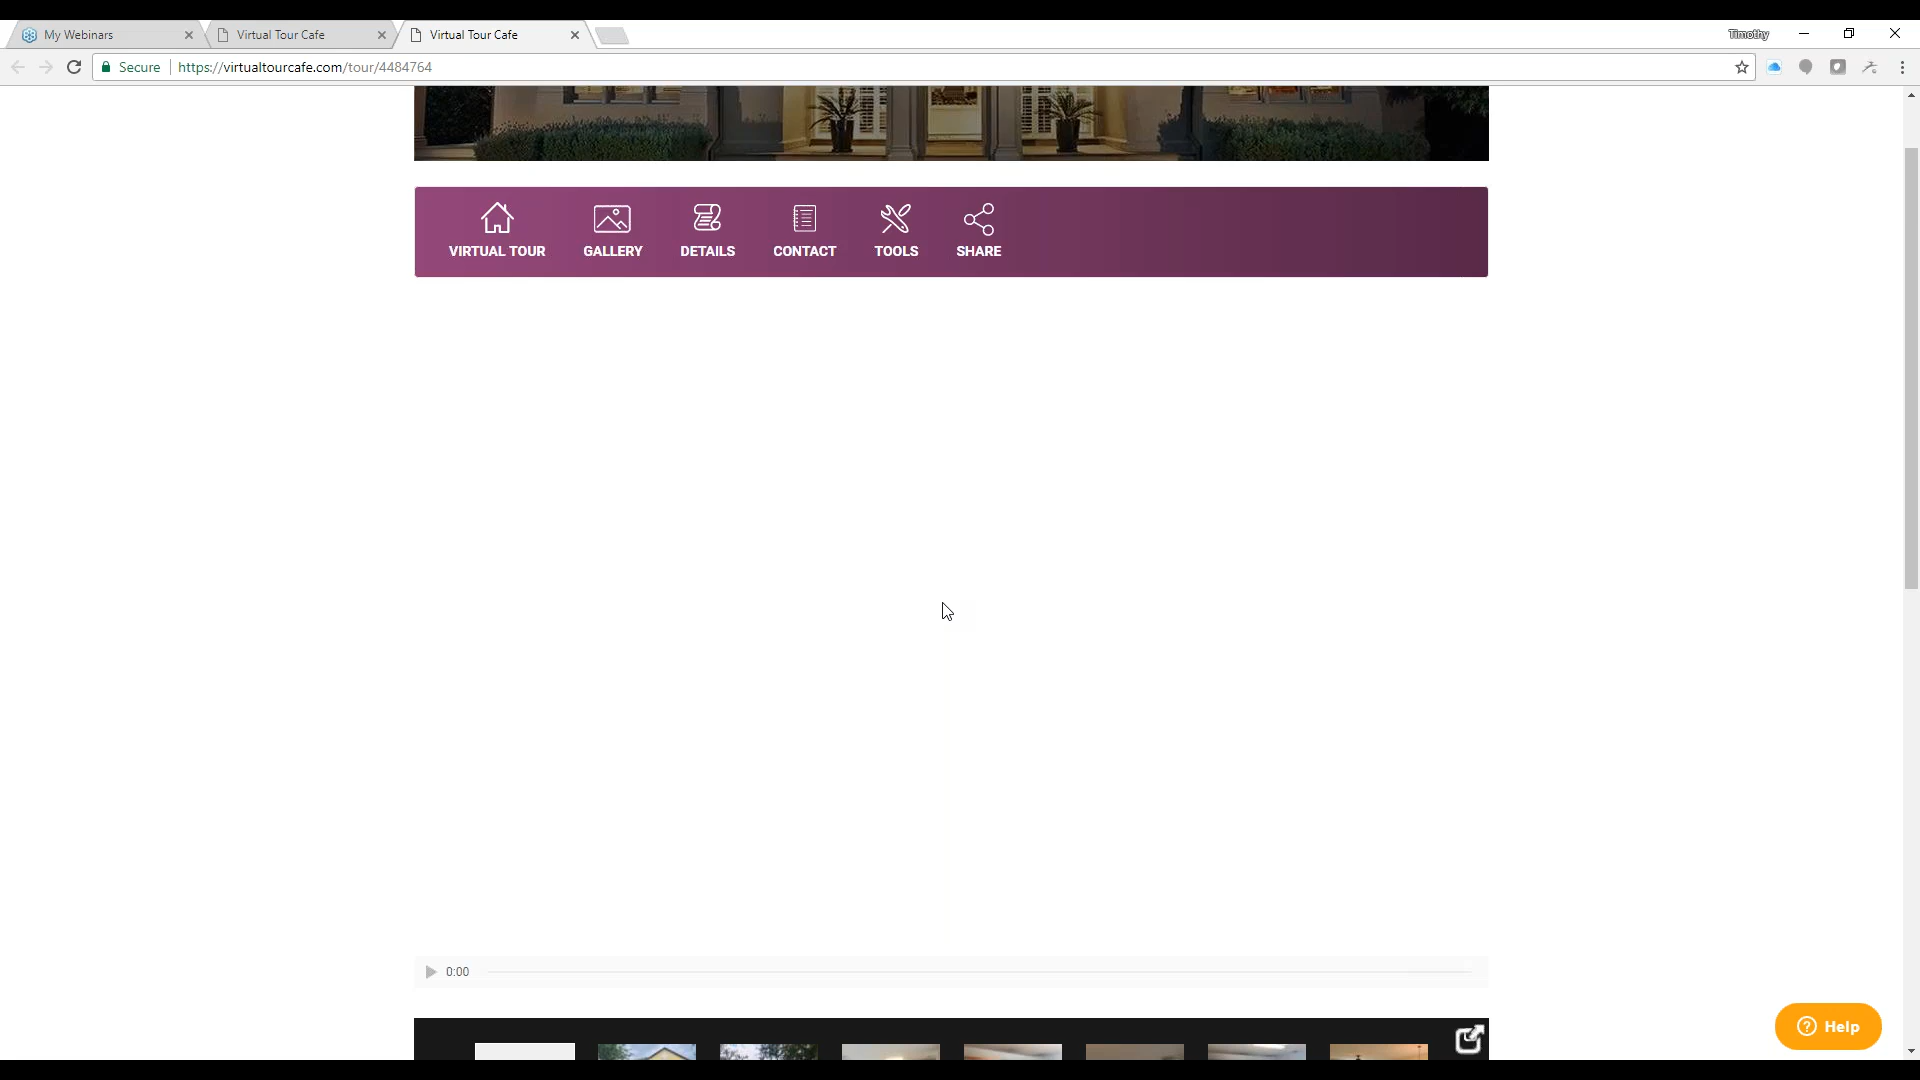 My Webinars
Virtual Tour Cafe
Virtual Tour Cafe
Timothy
Secure
https://virtualtourcafe.com/tour/4484764
VIRTUAL TOUR
GALLERY
DETAILS
CONTACT
TOOLS
SHARE
0:00
Help